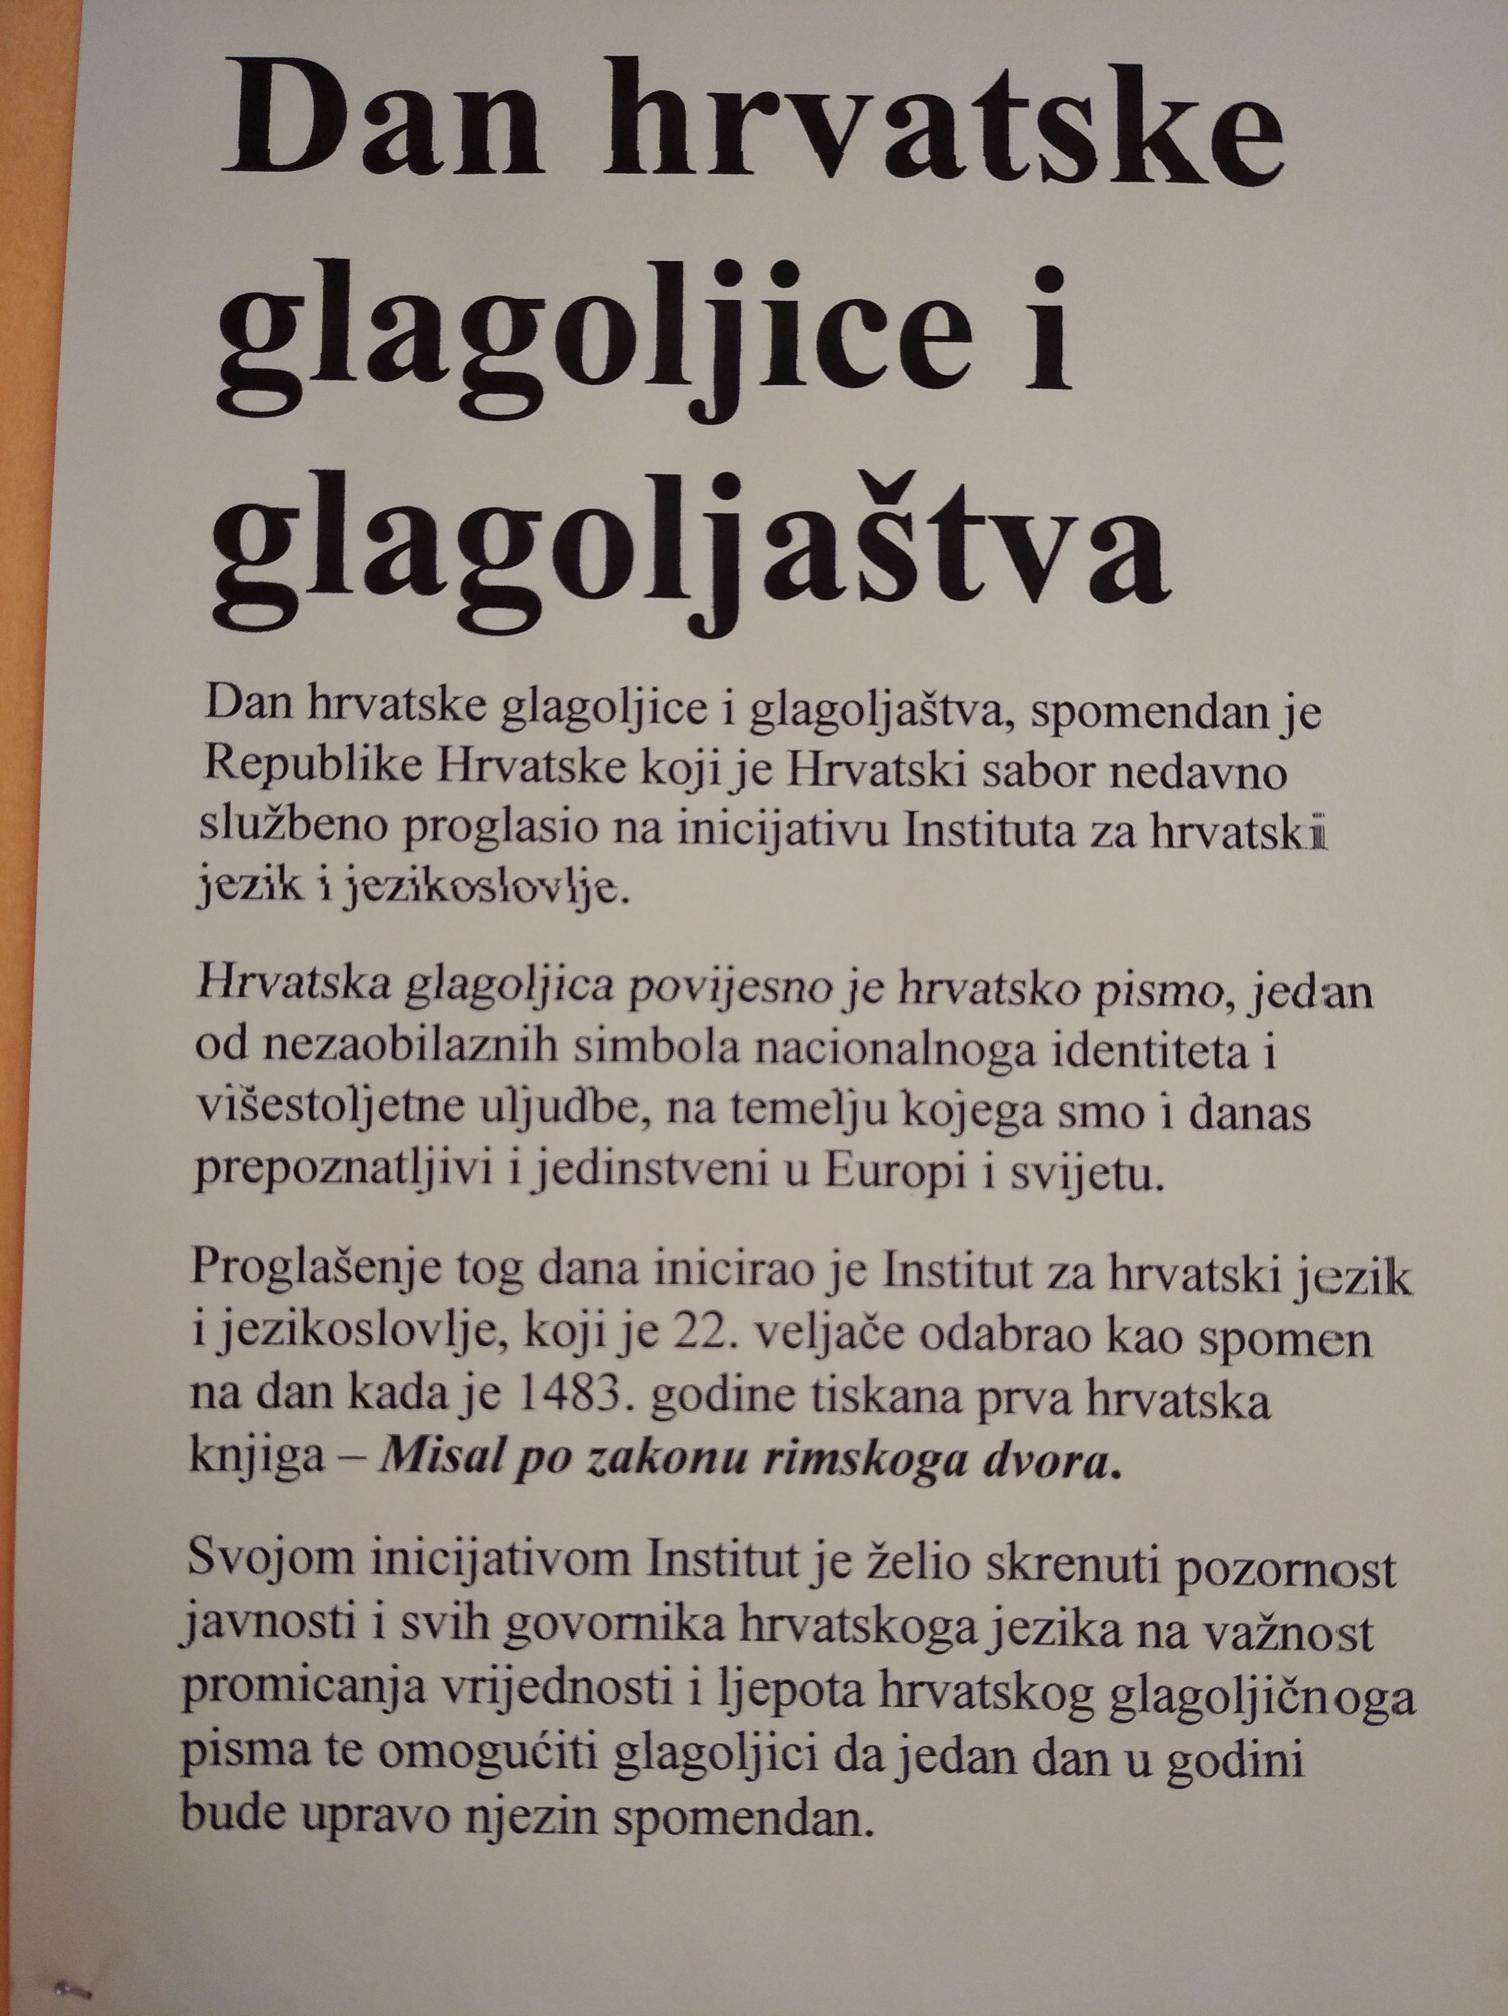 Dan hrvatske
glagoljice i
glagoljaštva
Dan hrvatske glagoljice i glagoljaštva, spomendan je
Republike Hrvatske koji je Hrvatski sabor nedavno
službeno proglasio na inicijativu Instituta za hrvatski
jezik i jezikoslovlje.
Hrvatska glagoljica povijesno je hrvatsko pismo, jedan
od nezaobilaznih simbola nacionalnoga identiteta i
višestoljetne uljudbe, na temelju kojega smo i danas
prepoznatljivi i jedinstveni u Europi i svijetu.
Proglašenje tog dana inicirao je Institut za hrvatski jezik
i jezikoslovlje, koji je 22. veljače odabrao kao spomen
na dan kada je 1483. godine tiskana prva hrvatska
knjiga – Misal po zakonu rimskoga dvora.
Svojom inicijativom Institut je želio skrenuti pozornost
javnosti i svih govornika hrvatskoga jezika na važnost
promicanja vrijednosti i ljepota hrvatskog glagoljičnoga
pisma te omogućiti glagoljici da jedan dan u godini
bude upravo njezin spomendan.